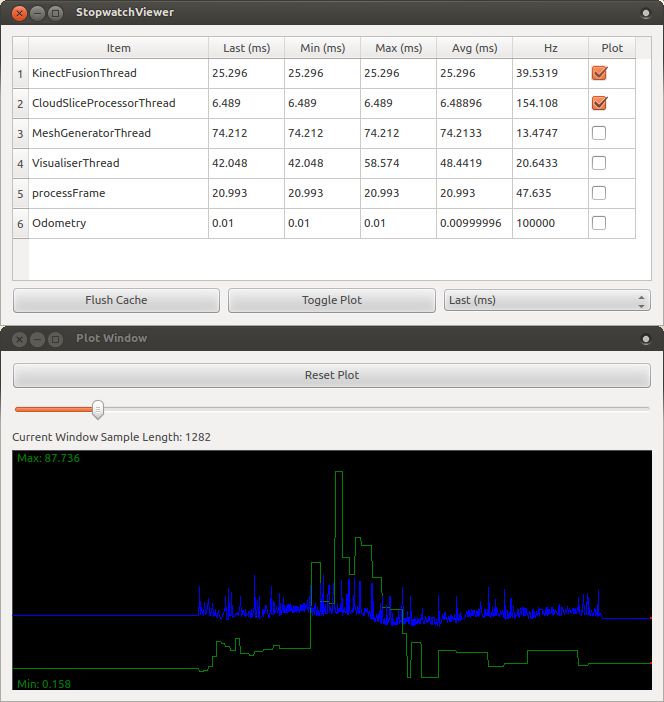 StopwatchViewer
Item Last (ms) Min (ms) Max (ms) Avg (ms) Hz Plot
1 KinectFusionThread 25.296 25.296 25.296 25.296 39.5319
2 CloudSliceProcessorThread 6.489 6.489 6.489 6.48896 154.108
3 MeshGeneratorThread 74.212 74.212 74.212 74.2133 13.4747
4 VisualiserThread 42.048 42.048 58.574 48.4419 20.6433
5 processFrame 20.993 20.993 20.993 20.993 47.635
6 Odometry 0.01 0.01 0.01 0.00999996 100000
Flush Cache Toggle Plot Last (ms)
Plot Window
Reset Plot
Current Window Sample Length: 1282
Max: 87.736
Min: 0.158